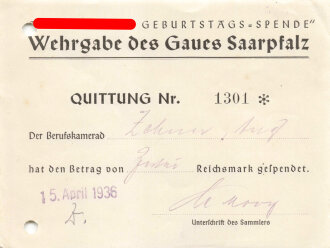 GEBURTSTAGS=SPENDE"
Wehrgabe des Gaues Saarpfalz
QUITTUNG Nr. 1301 *
Der Berufskamerad
hat den Betrag von Reichsmark gespendet.
15. April 1936
Unterschrift des Sammlers